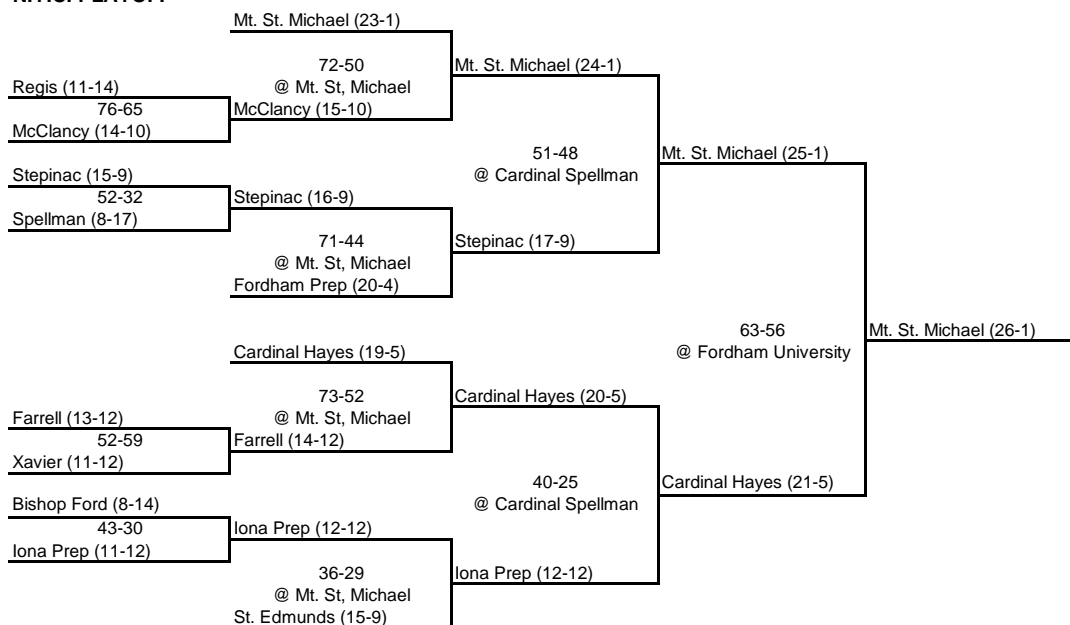 Mt. St. Michael (23-1)
72-50
@ Mt. St, Michael
Mt. St. Michael (24-1)
Regis (11-14)
76-65
McClancy (15-10)
McClancy (14-10)
51-48
@ Cardinal Spellman
Mt. St. Michael (25-1)
Stepinac (15-9)
52-32
Stepinac (16-9)
Spellman (8-17)
71-44
@ Mt. St, Michael
Stepinac (17-9)
Fordham Prep (20-4)
63-56
@ Fordham University
Mt. St. Michael (26-1)
Cardinal Hayes (19-5)
73-52
@ Mt. St, Michael
Cardinal Hayes (20-5)
Farrell (13-12)
52-59
Farrell (14-12)
Xavier (11-12)
40-25
@ Cardinal Spellman
Cardinal Hayes (21-5)
Bishop Ford (8-14)
43-30
Iona Prep (12-12)
Iona Prep (11-12)
36-29
@ Mt. St, Michael
Iona Prep (12-12)
St. Edmunds (15-9)